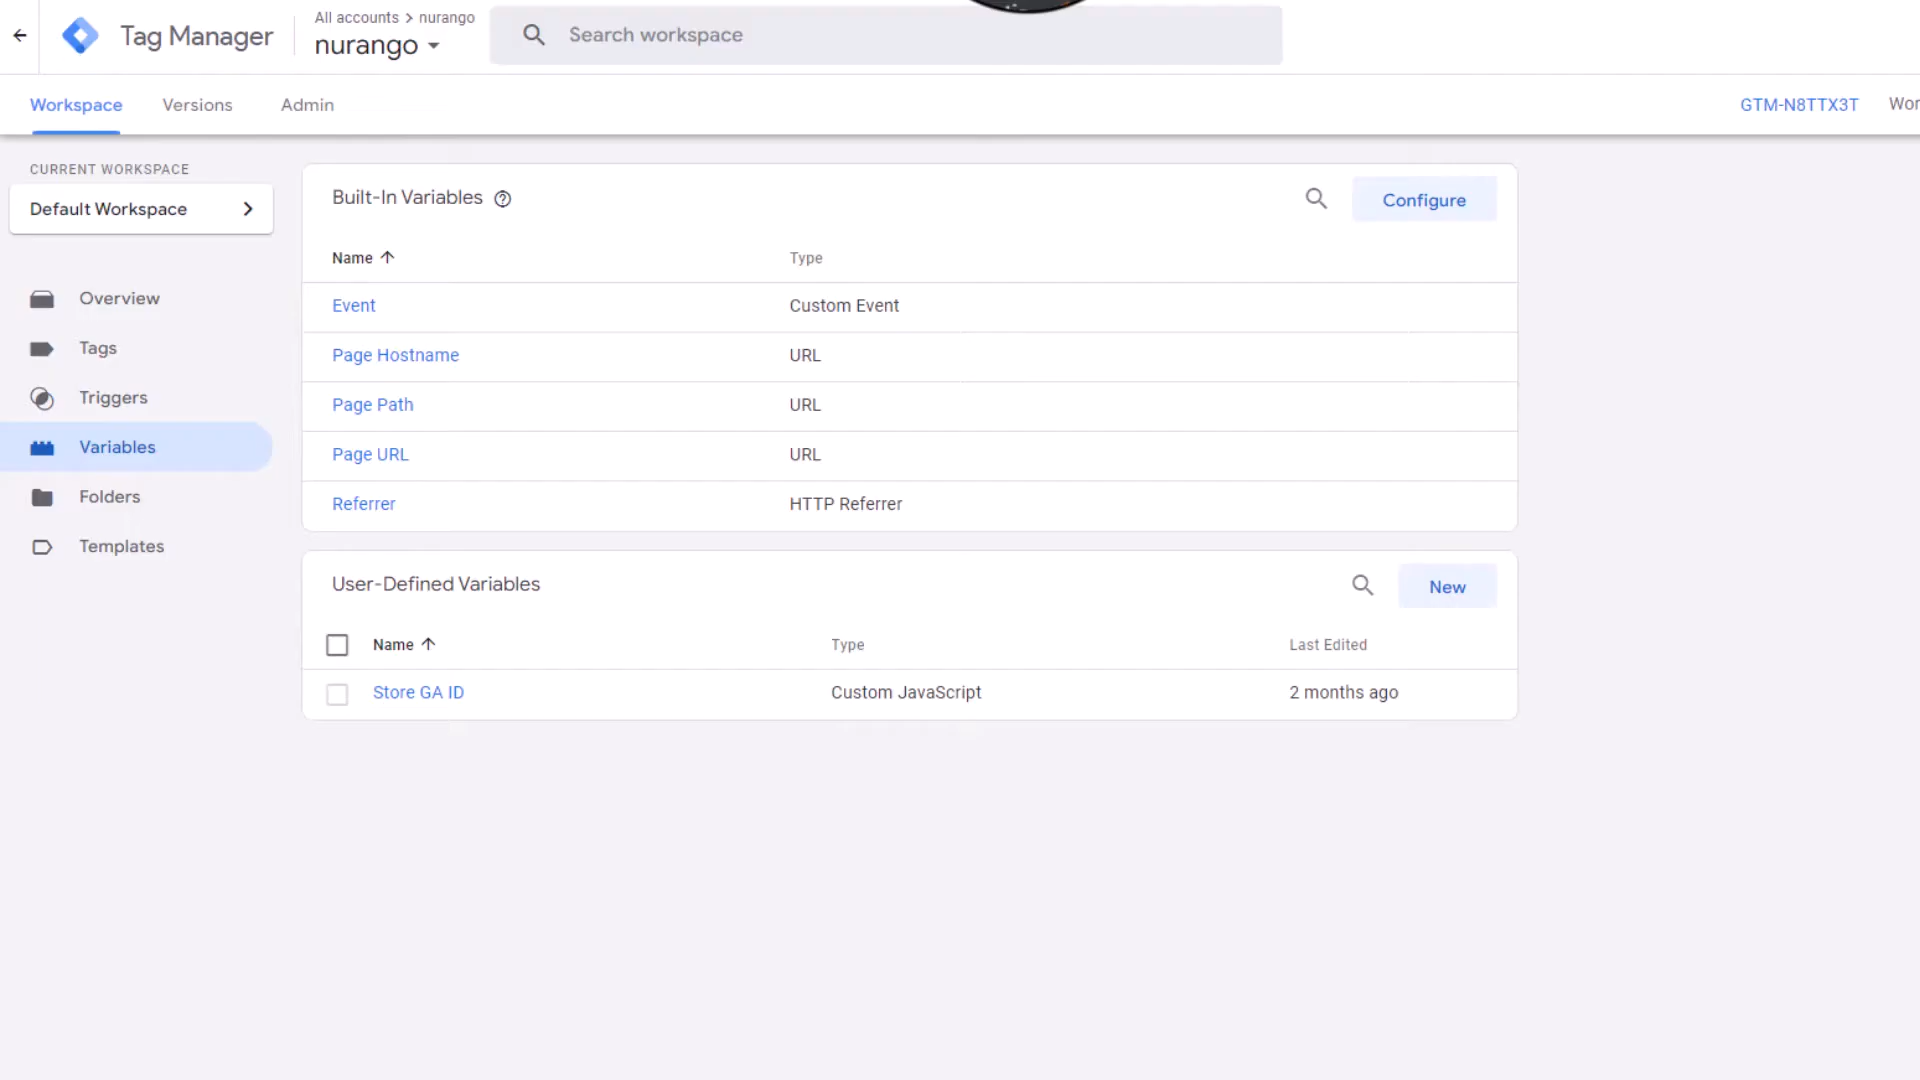 Tag Manager
All accounts > nurango
nurango
Search workspace
Workspace
Versions
Admin
GTM-N8TTX3T
CURRENT WORKSPACE
Default Workspace
Overview
Tags
Triggers
Variables
Folders
Templates
Built-In Variables
Configure
Name Type
Event Custom Event
Page Hostname URL
Page Path URL
Page URL URL
Referrer HTTP Referrer
User-Defined Variables
New
Name Type Last Edited
Store GA ID Custom JavaScript 2 months ago